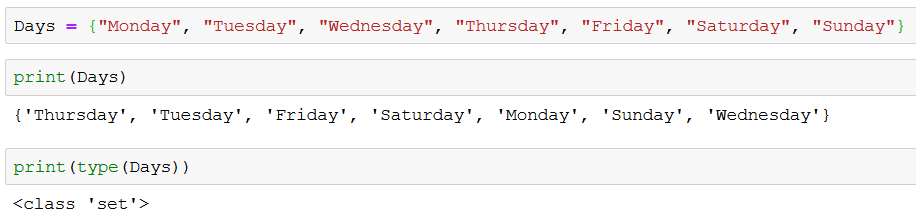 Days = {"Monday", "Tuesday", "Wednesday", "Thursday", "Friday", "Saturday", "Sunday"}
print(Days)
{'Thursday', 'Tuesday', 'Friday', 'Saturday', 'Monday', 'Sunday', 'Wednesday'}
print(type(Days))
<class 'set'>